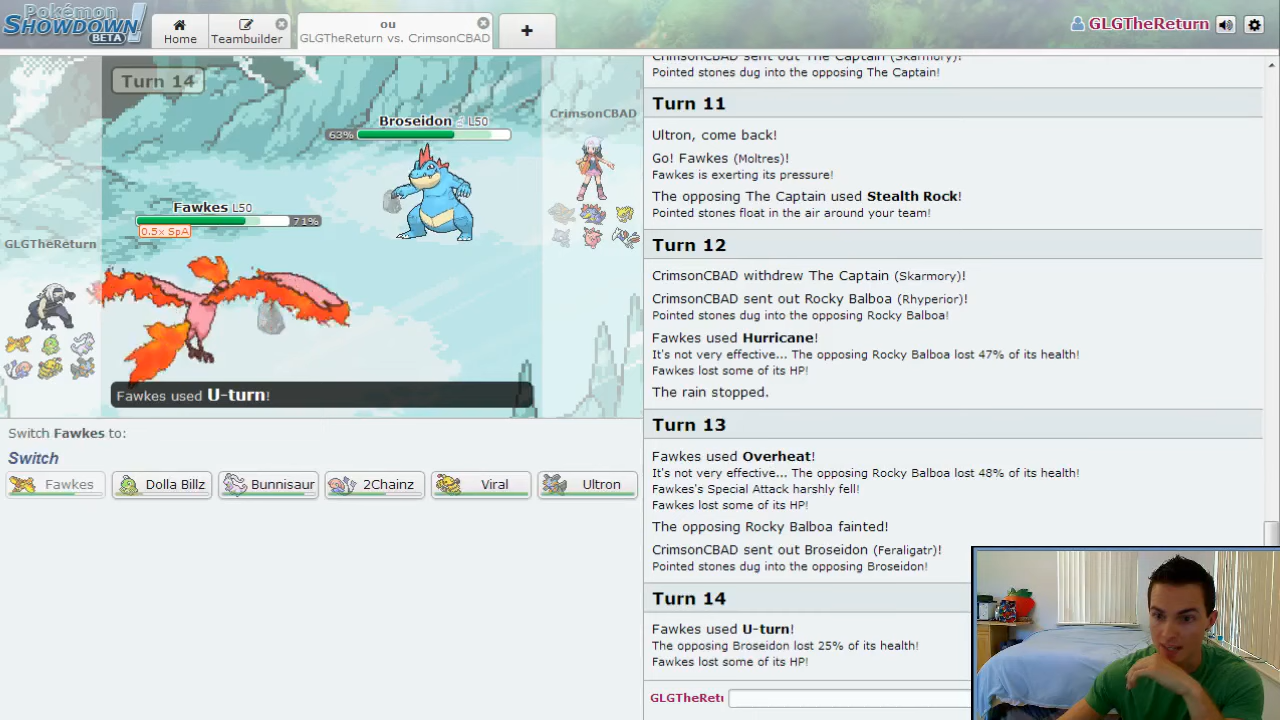 Pokémon
SHOWDOWN!
BETA
Home
Teambuilder
ou
GLGTheReturn vs. CrimsonCBAD
+
GLGTheReturn
Turn 14
CrimsonCBAD
Broseidon ♂ L50
63%
Fawkes L50
71%
0.5x SpA
GLGTheReturn
Fawkes used U-turn!
Switch Fawkes to:
Switch
Fawkes
Dolla Billz
Bunnisaur
2Chainz
Viral
Ultron
CrimsonCBAD sent out The Captain (Skarmory)!
Pointed stones dug into the opposing The Captain!
Turn 11
Ultron, come back!
Go! Fawkes (Moltres)!
Fawkes is exerting its pressure!
The opposing The Captain used Stealth Rock!
Pointed stones float in the air around your team!
Turn 12
CrimsonCBAD withdrew The Captain (Skarmory)!
CrimsonCBAD sent out Rocky Balboa (Rhyperior)!
Pointed stones dug into the opposing Rocky Balboa!
Fawkes used Hurricane!
It's not very effective... The opposing Rocky Balboa lost 47% of its health!
Fawkes lost some of its HP!
The rain stopped.
Turn 13
Fawkes used Overheat!
It's not very effective... The opposing Rocky Balboa lost 48% of its health!
Fawkes's Special Attack harshly fell!
Fawkes lost some of its HP!
The opposing Rocky Balboa fainted!
CrimsonCBAD sent out Broseidon (Feraligatr)!
Pointed stones dug into the opposing Broseidon!
Turn 14
Fawkes used U-turn!
The opposing Broseidon lost 25% of its health!
Fawkes lost some of its HP!
GLGTheRetu